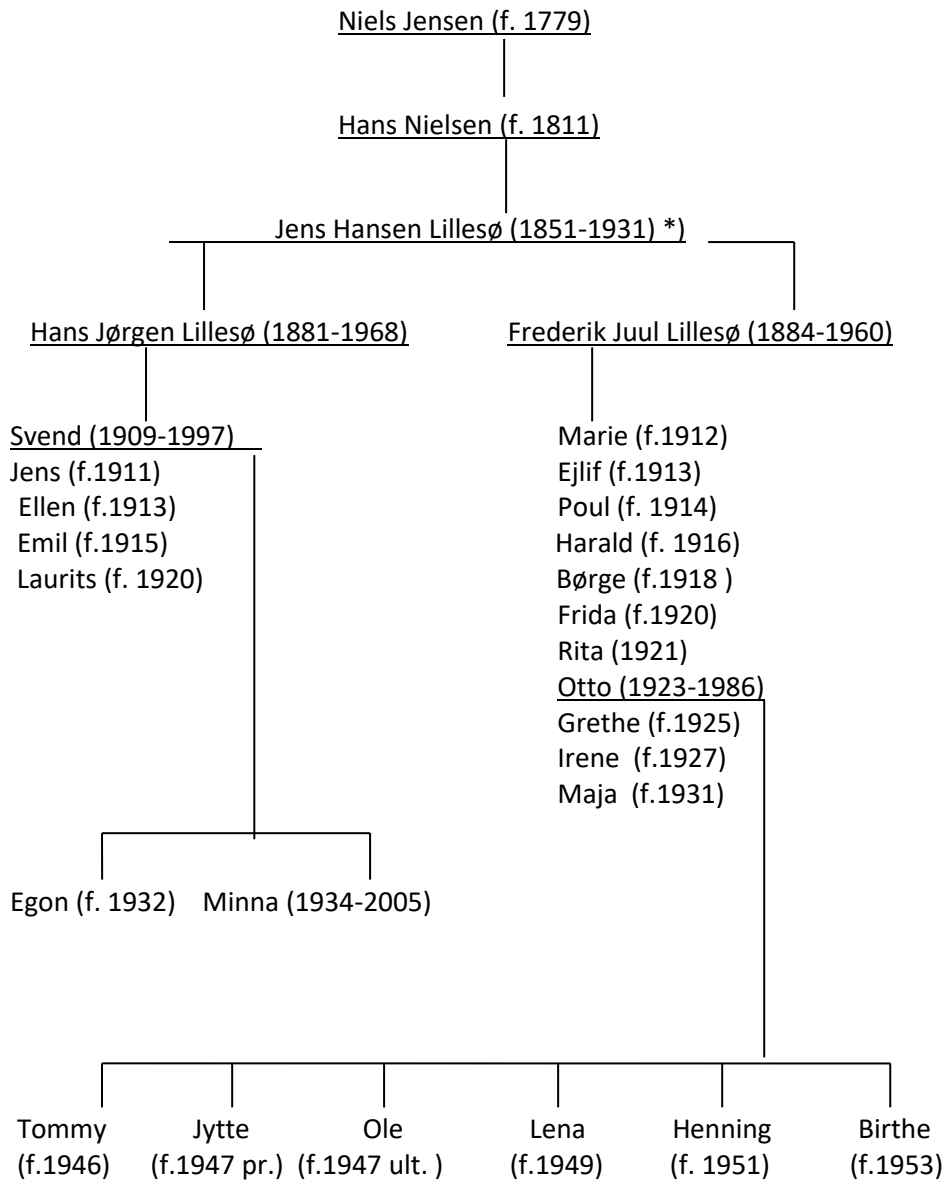 Niels Jensen (f. 1779)
Hans Nielsen (f. 1811)
Jens Hansen Lillesø (1851-1931) *)
Hans Jørgen Lillesø (1881-1968)
Frederik Juul Lillesø (1884-1960)
Svend (1909-1997)
Jens (f.1911)
Ellen (f.1913)
Emil (f.1915)
Laurits (f. 1920)
Marie (f.1912)
Ejlif (f.1913)
Poul (f. 1914)
Harald (f. 1916)
Børge (f.1918 )
Frida (f.1920)
Rita (1921)
Otto (1923-1986)
Grethe (f.1925)
Irene (f.1927)
Maja (f.1931)
Egon (f. 1932) Minna (1934-2005)
Tommy Jytte Ole Lena Henning Birthe
(f.1946) (f.1947 pr.) (f.1947 ult. ) (f.1949) (f. 1951) (f.1953)